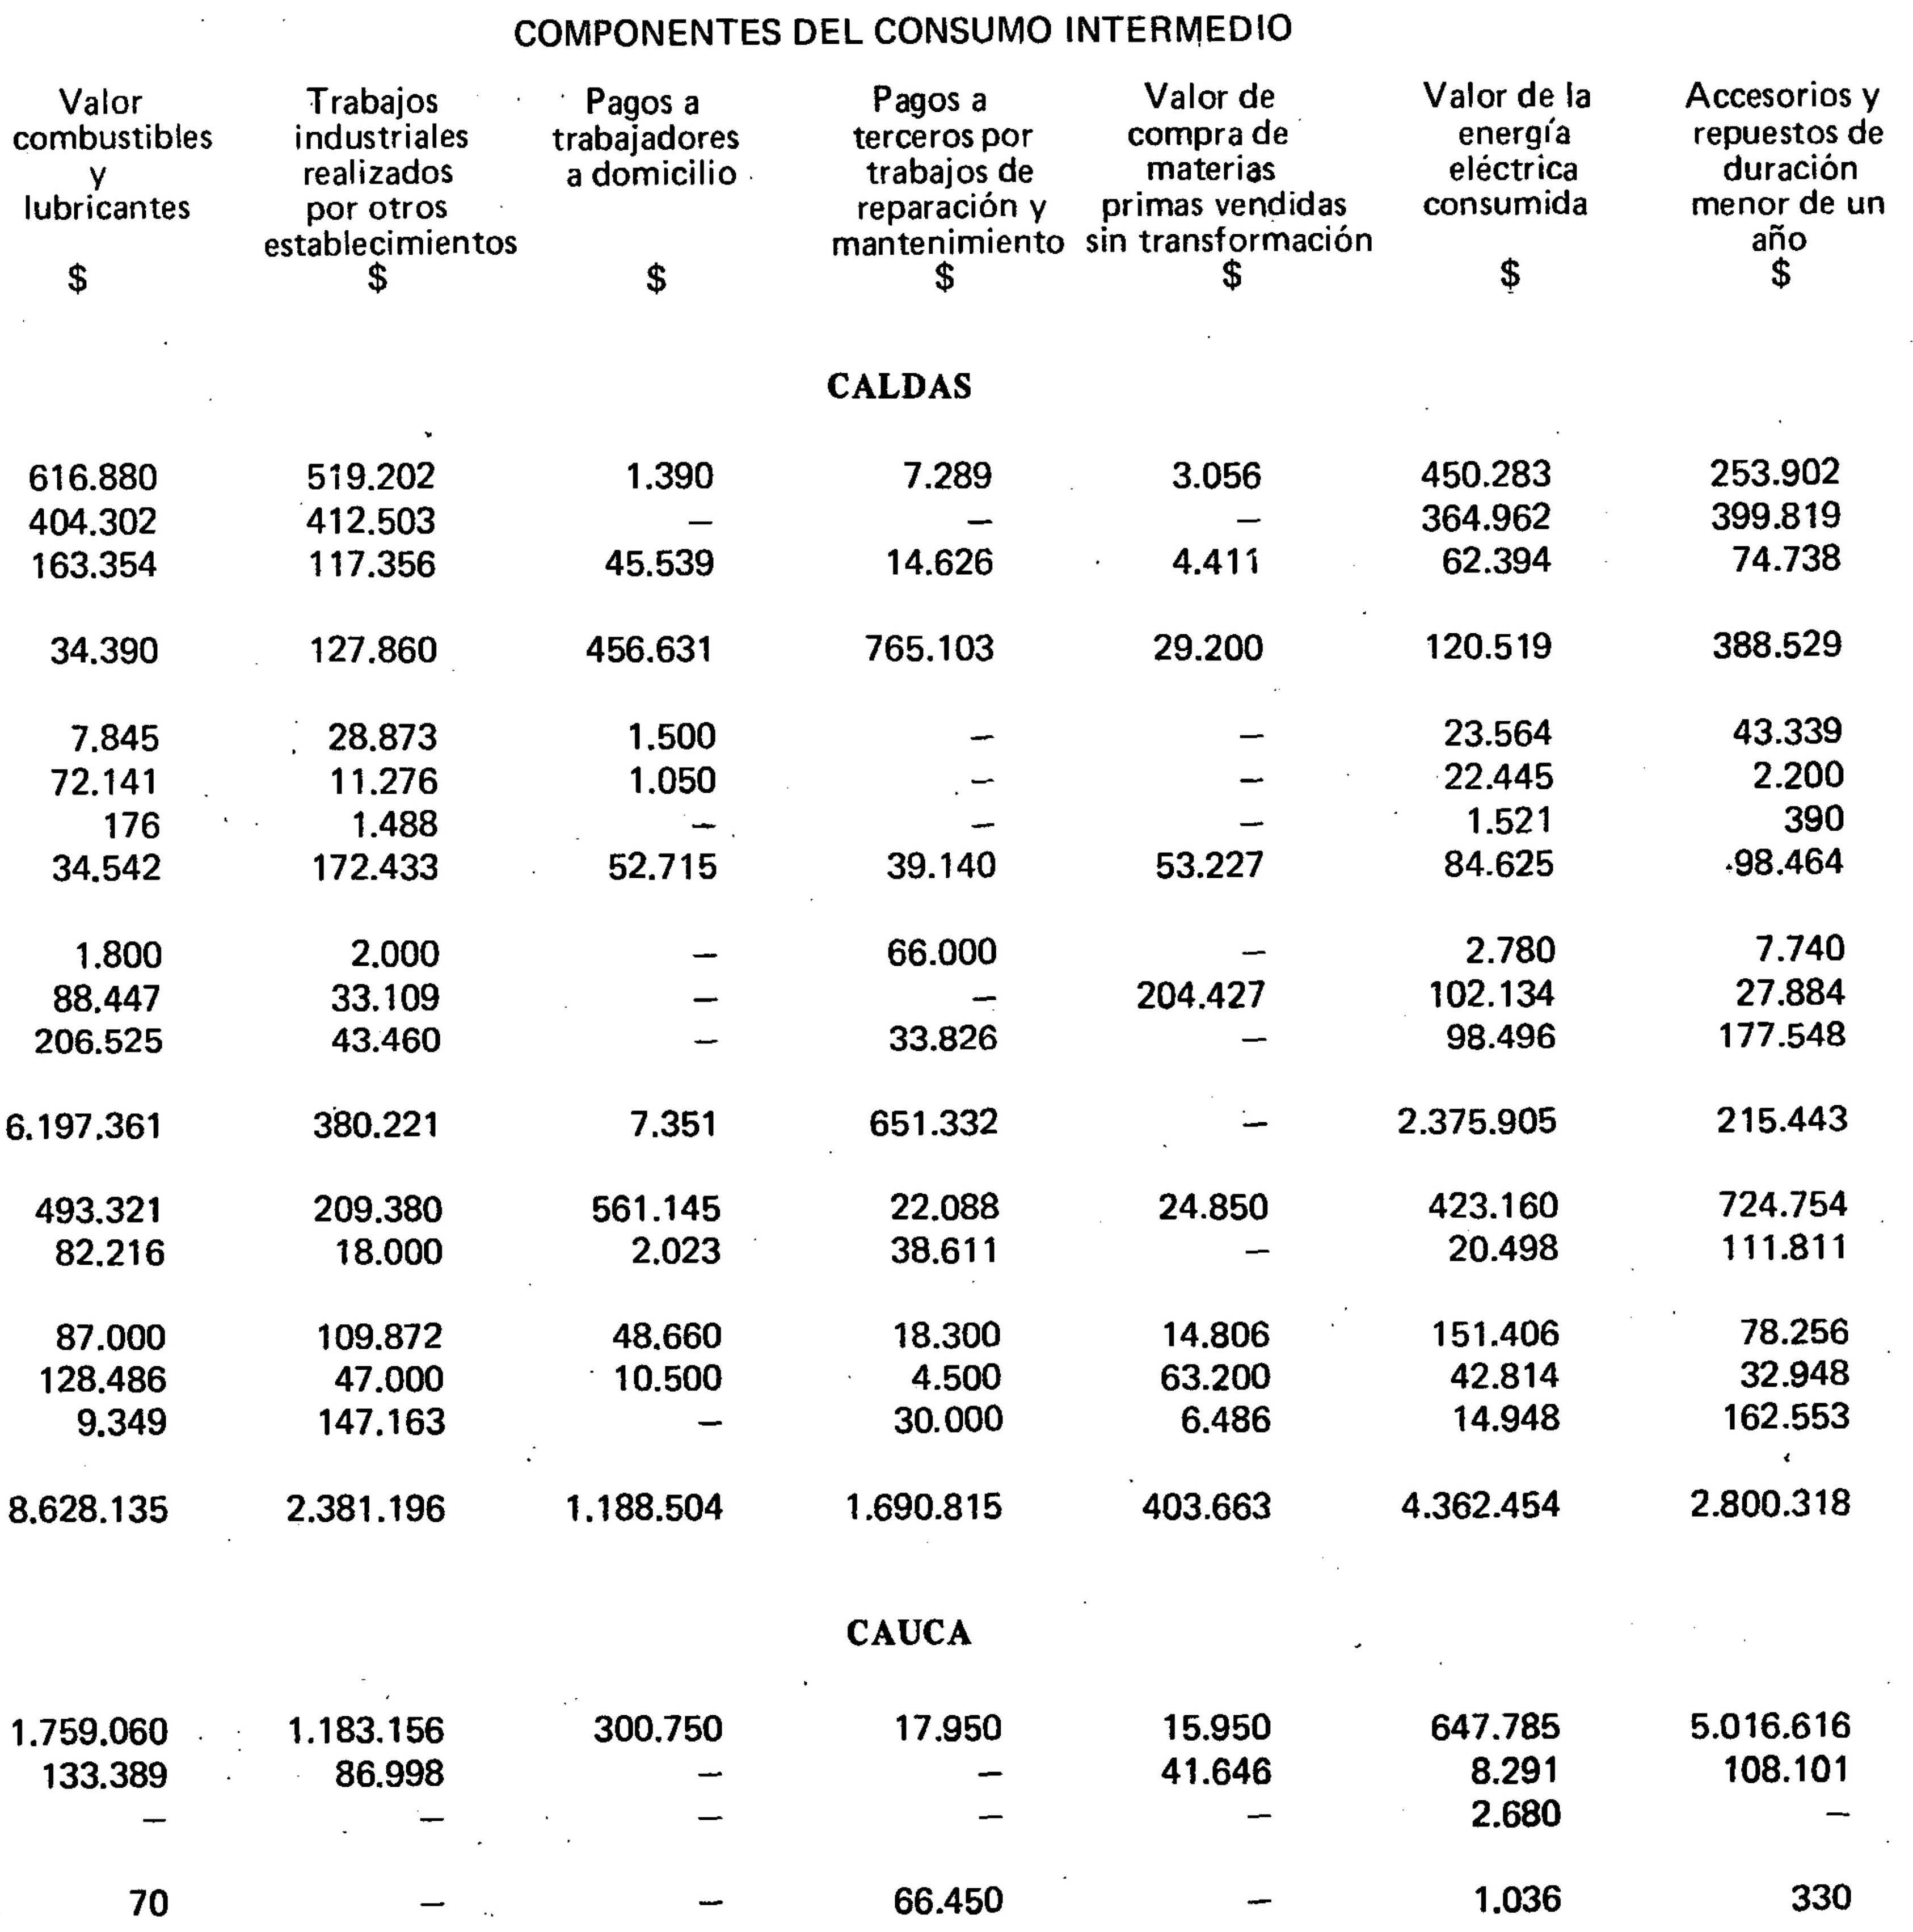 COMPONENTES DEL CONSUMO INTERMEDIO
Valor combustibles y lubricantes $
Trabajos industriales realizados por otros establecimientos $
Pagos a trabajadores a domicilio $
Pagos a terceros por trabajos de reparación y mantenimiento $
Valor de compra de materias primas vendidas sin transformación $
Valor de la energía eléctrica consumida $
Accesorios y repuestos de duración menor de un año $
CALDAS
616.880 519.202 1.390 7.289 3.056 450.283 253.902
404.302 412.503 — — — 364.962 399.819
163.354 117.356 45.539 14.626 4.411 62.394 74.738
34.390 127.860 456.631 765.103 29.200 120.519 388.529
7.845 28.873 1.500 — — 23.564 43.339
72.141 11.276 1.050 — — 22.445 2.200
176 1.488 — — — 1.521 390
34.542 172.433 52.715 39.140 53.227 84.625 98.464
1.800 2.000 — 66.000 — 2.780 7.740
88.447 33.109 — — 204.427 102.134 27.884
206.525 43.460 — 33.826 — 98.496 177.548
6.197.361 380.221 7.351 651.332 — 2.375.905 215.443
493.321 209.380 561.145 22.088 24.850 423.160 724.754
82.216 18.000 2.023 38.611 — 20.498 111.811
87.000 109.872 48.660 18.300 14.806 151.406 78.256
128.486 47.000 10.500 4.500 63.200 42.814 32.948
9.349 147.163 — 30.000 6.486 14.948 162.553
8.628.135 2.381.196 1.188.504 1.690.815 403.663 4.362.454 2.800.318
CAUCA
1.759.060 1.183.156 300.750 17.950 15.950 647.785 5.016.616
133.389 86.998 — — 41.646 8.291 108.101
— — — — — 2.680 —
70 — — 66.450 — 1.036 330